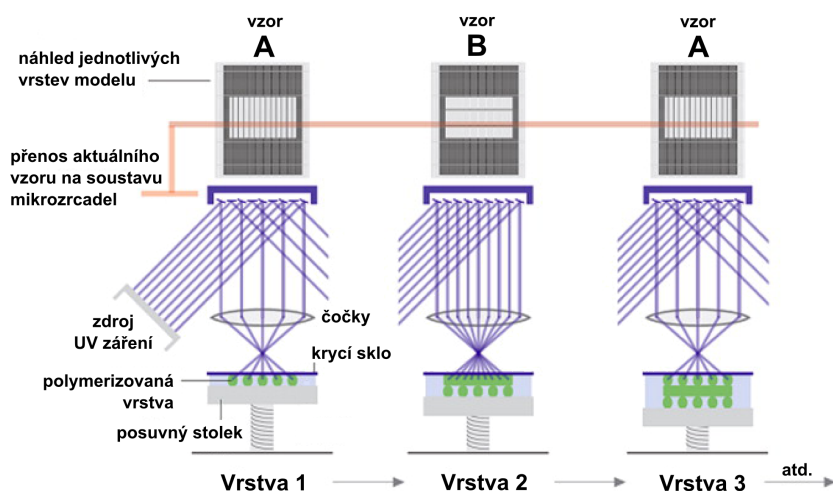 vzor
A
vzor
B
vzor
A
náhled jednotlivých
vrstev modelu
přenos aktuálního
vzoru na soustavu
mikrozrcadel
zdroj
UV záření
čočky
krycí sklo
polymerizovaná
vrstva
posuvný stolek
Vrstva 1
Vrstva 2
Vrstva 3
atd.